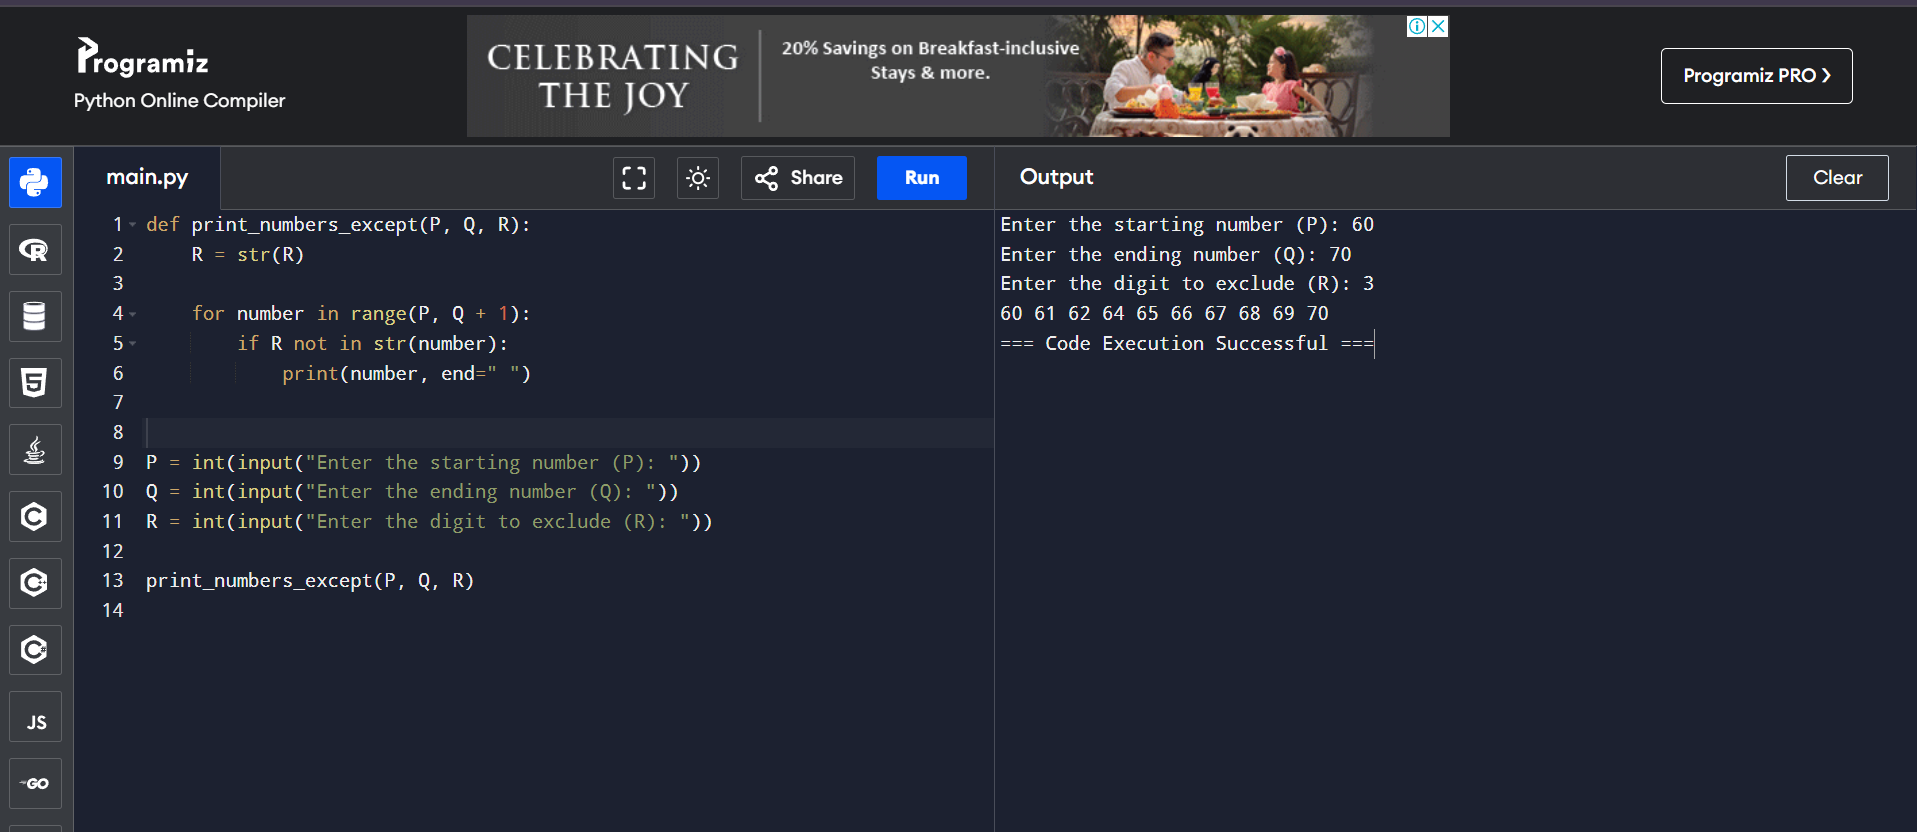 Programiz
Python Online Compiler
CELEBRATING
THE JOY
20% Savings on Breakfast-inclusive
Stays & more.
Programiz PRO
main.py
Share
Run
Output
Clear
1 def print_numbers_except(P, Q, R):
2     R = str(R)
3
4     for number in range(P, Q + 1):
5         if R not in str(number):
6             print(number, end=" ")
7
8
9 P = int(input("Enter the starting number (P): "))
10 Q = int(input("Enter the ending number (Q): "))
11 R = int(input("Enter the digit to exclude (R): "))
12
13 print_numbers_except(P, Q, R)
14
Enter the starting number (P): 60
Enter the ending number (Q): 70
Enter the digit to exclude (R): 3
60 61 62 64 65 66 67 68 69 70
=== Code Execution Successful ===
R
5
C
C
C
JS
GO